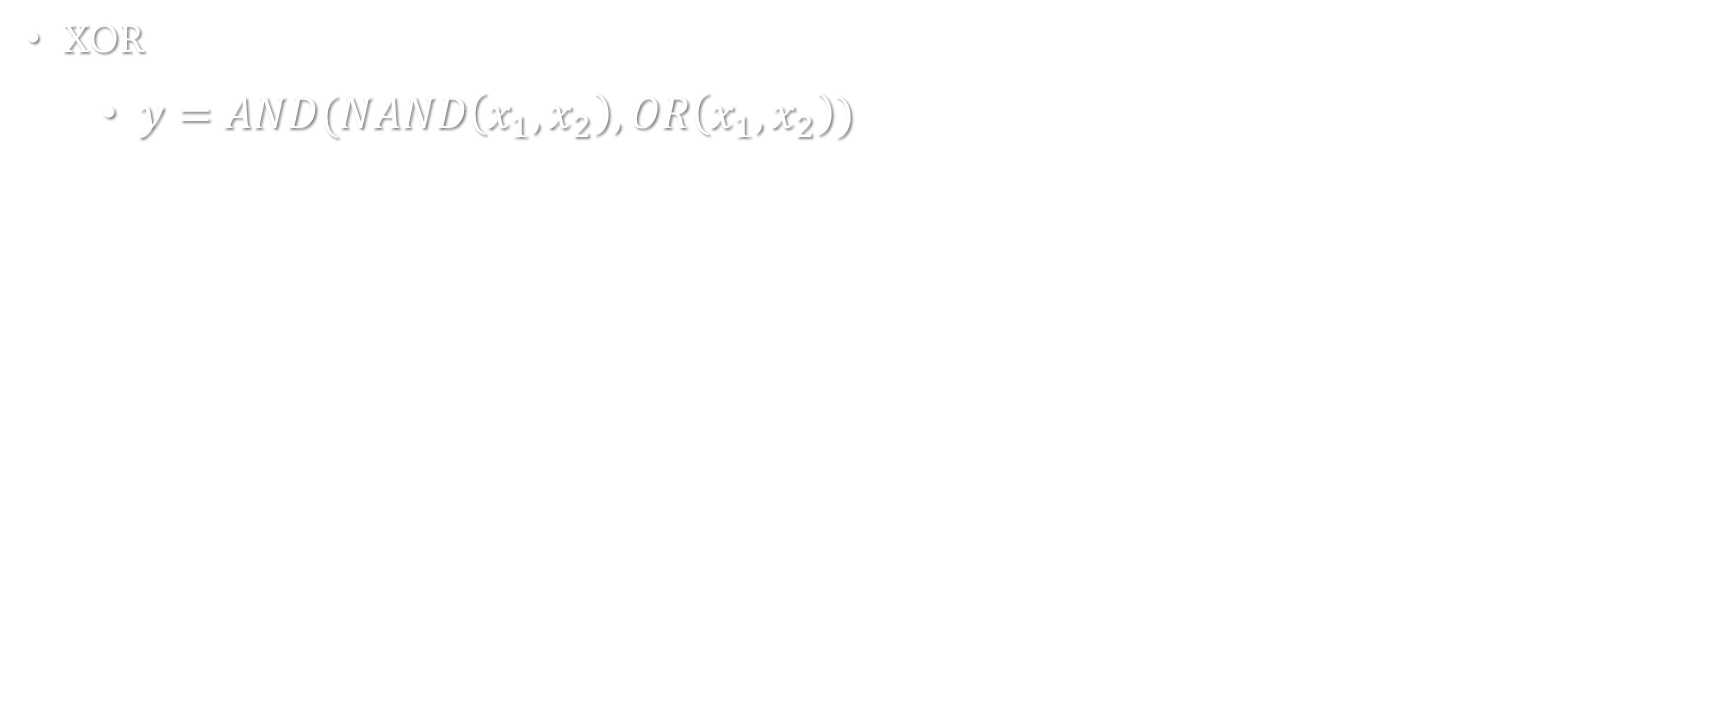 • XOR
• y = AND(NAND(x₁, x₂), OR(x₁, x₂))